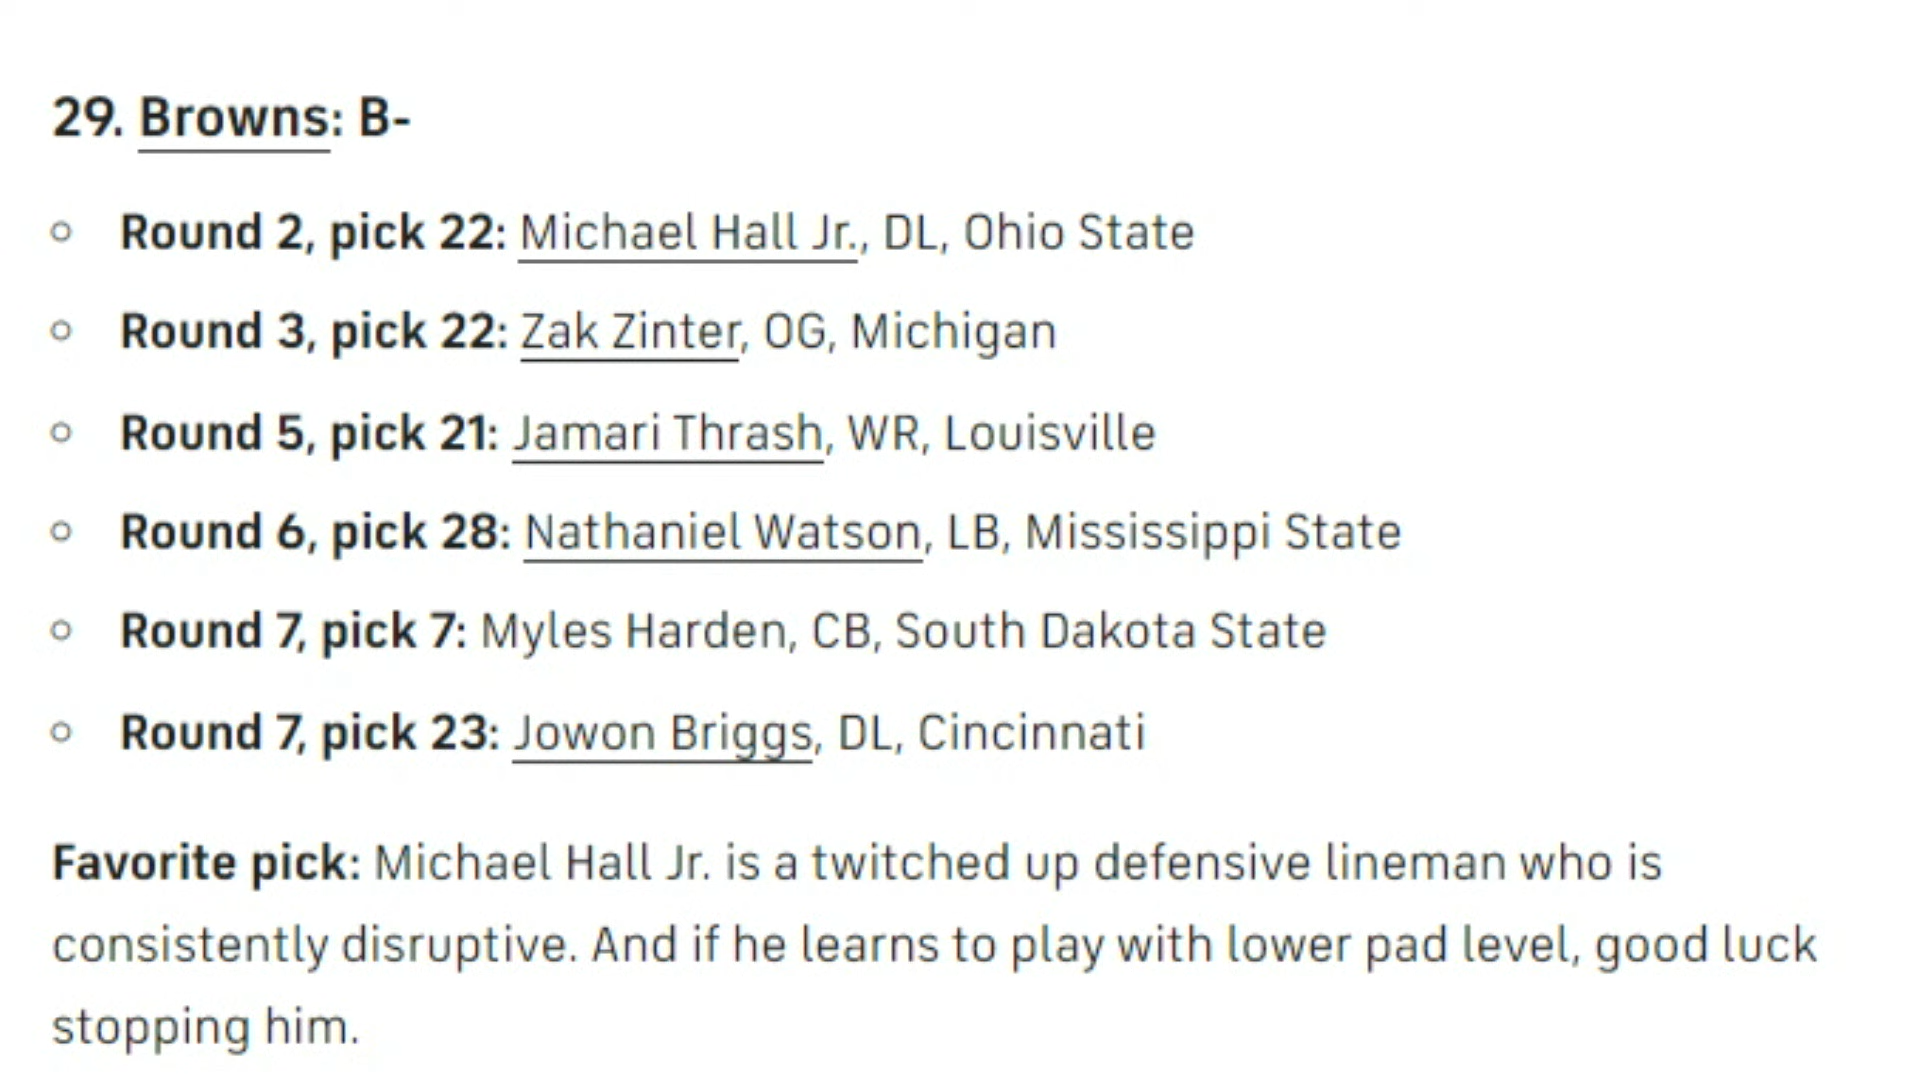 29. Browns: B-
Round 2, pick 22: Michael Hall Jr., DL, Ohio State
Round 3, pick 22: Zak Zinter, OG, Michigan
Round 5, pick 21: Jamari Thrash, WR, Louisville
Round 6, pick 28: Nathaniel Watson, LB, Mississippi State
Round 7, pick 7: Myles Harden, CB, South Dakota State
Round 7, pick 23: Jowon Briggs, DL, Cincinnati
Favorite pick: Michael Hall Jr. is a twitched up defensive lineman who is
consistently disruptive. And if he learns to play with lower pad level, good luck
stopping him.